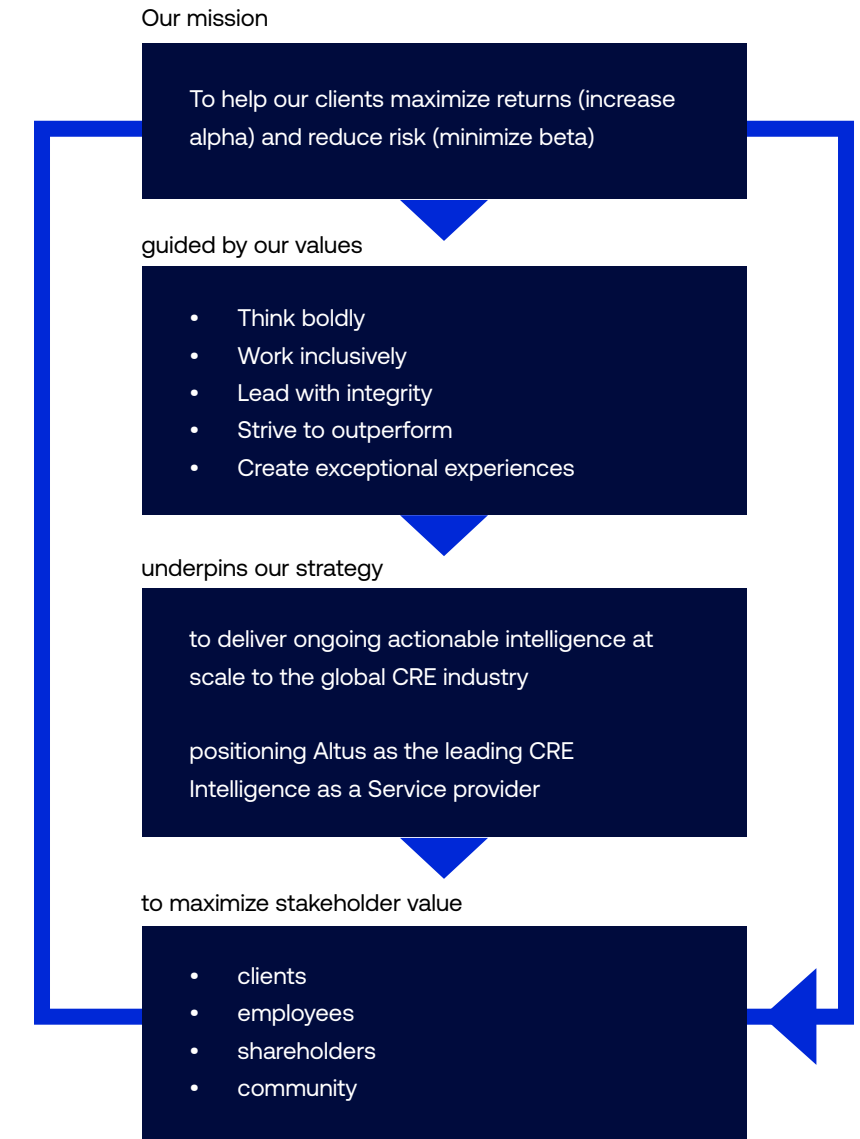 Our mission
To help our clients maximize returns (increase
alpha) and reduce risk (minimize beta)
guided by our values
• Think boldly
• Work inclusively
• Lead with integrity
• Strive to outperform
• Create exceptional experiences
underpins our strategy
to deliver ongoing actionable intelligence at
scale to the global CRE industry
positioning Altus as the leading CRE
Intelligence as a Service provider
to maximize stakeholder value
• clients
• employees
• shareholders
• community